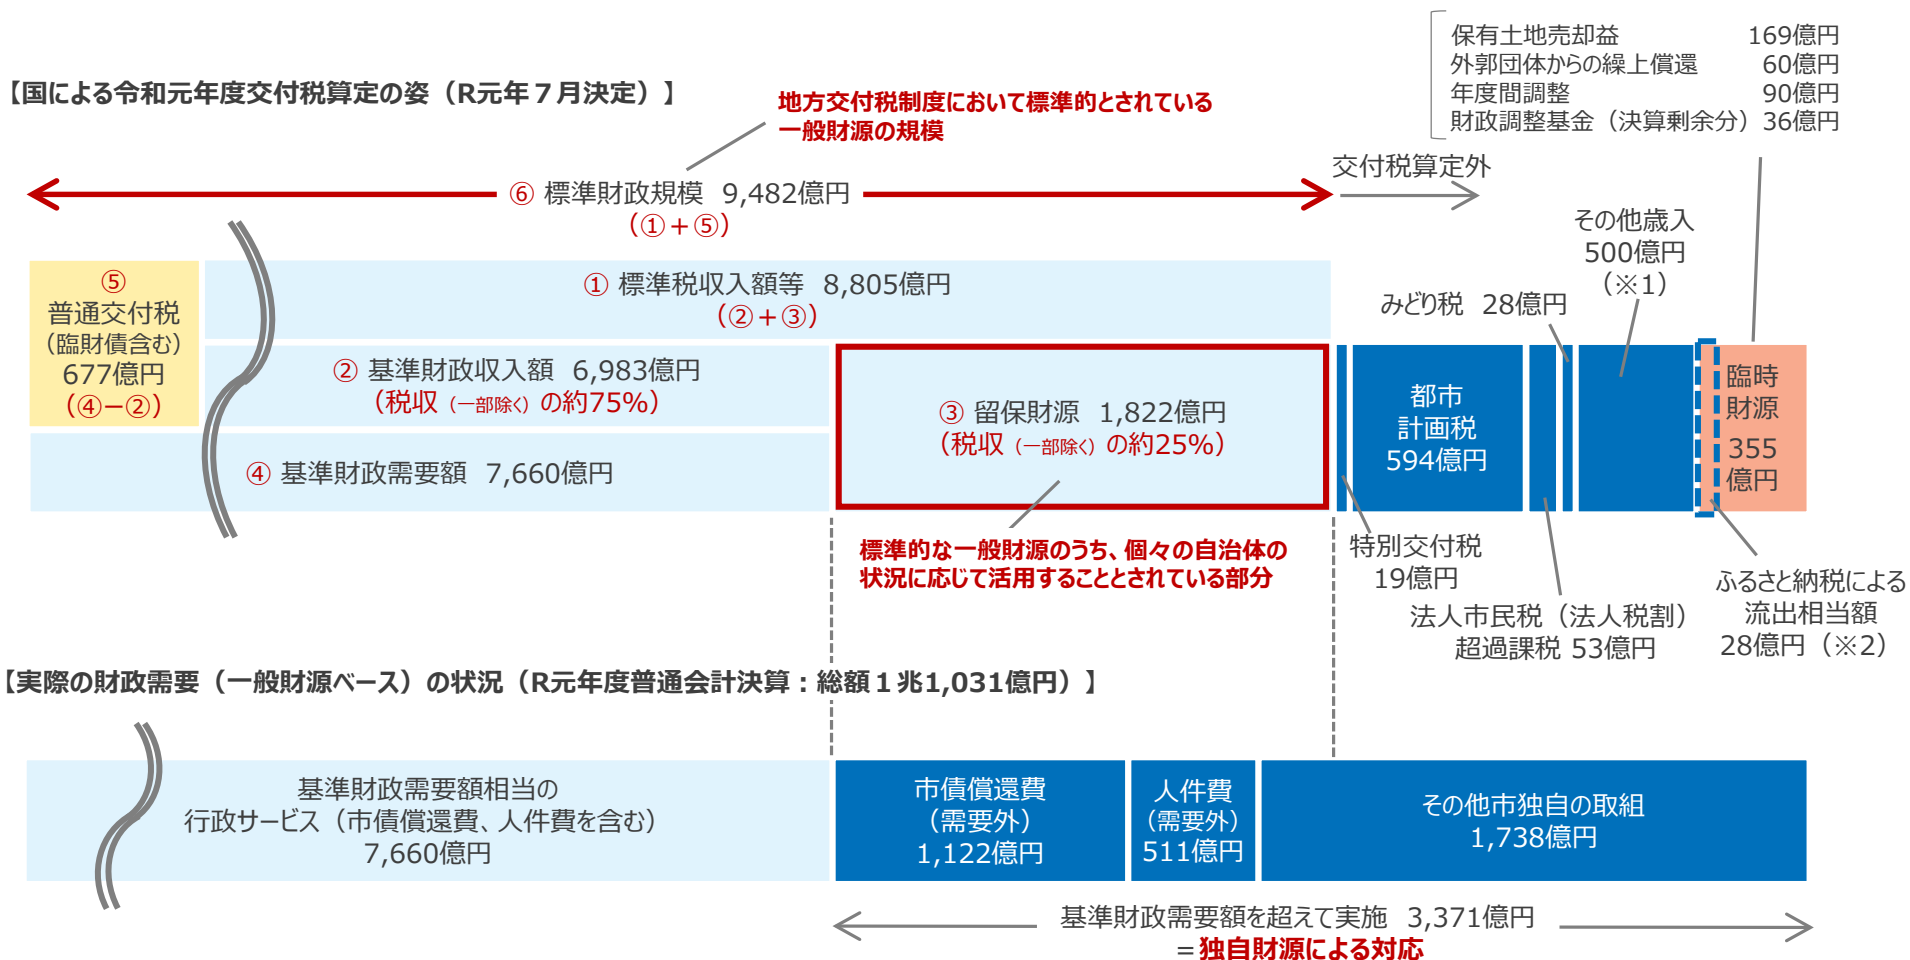 保有土地売却益 169億円
外郭団体からの繰上償還 60億円
年度間調整 90億円
財政調整基金（決算剰余分）36億円
【国による令和元年度交付税算定の姿（R元年７月決定）】
地方交付税制度において標準的とされている
一般財源の規模
交付税算定外
⑥ 標準財政規模 9,482億円
（①＋⑤）
その他歳入
500億円
（※1）
⑤
普通交付税
（臨財債含む）
677億円
（④－②）
① 標準税収入額等 8,805億円
（②＋③）
みどり税 28億円
② 基準財政収入額 6,983億円
（税収（一部除く）の約75%）
③ 留保財源 1,822億円
（税収（一部除く）の約25%）
都市
計画税
594億円
臨時
財源
355
億円
④ 基準財政需要額 7,660億円
標準的な一般財源のうち、個々の自治体の
状況に応じて活用することとされている部分
特別交付税
19億円
法人市民税（法人税割）
超過課税 53億円
ふるさと納税による
流出相当額
28億円（※2）
【実際の財政需要（一般財源ベース）の状況（R元年度普通会計決算：総額１兆1,031億円）】
基準財政需要額相当の
行政サービス（市債償還費、人件費を含む）
7,660億円
市債償還費
（需要外）
1,122億円
人件費
（需要外）
511億円
その他市独自の取組
1,738億円
基準財政需要額を超えて実施 3,371億円
＝独自財源による対応